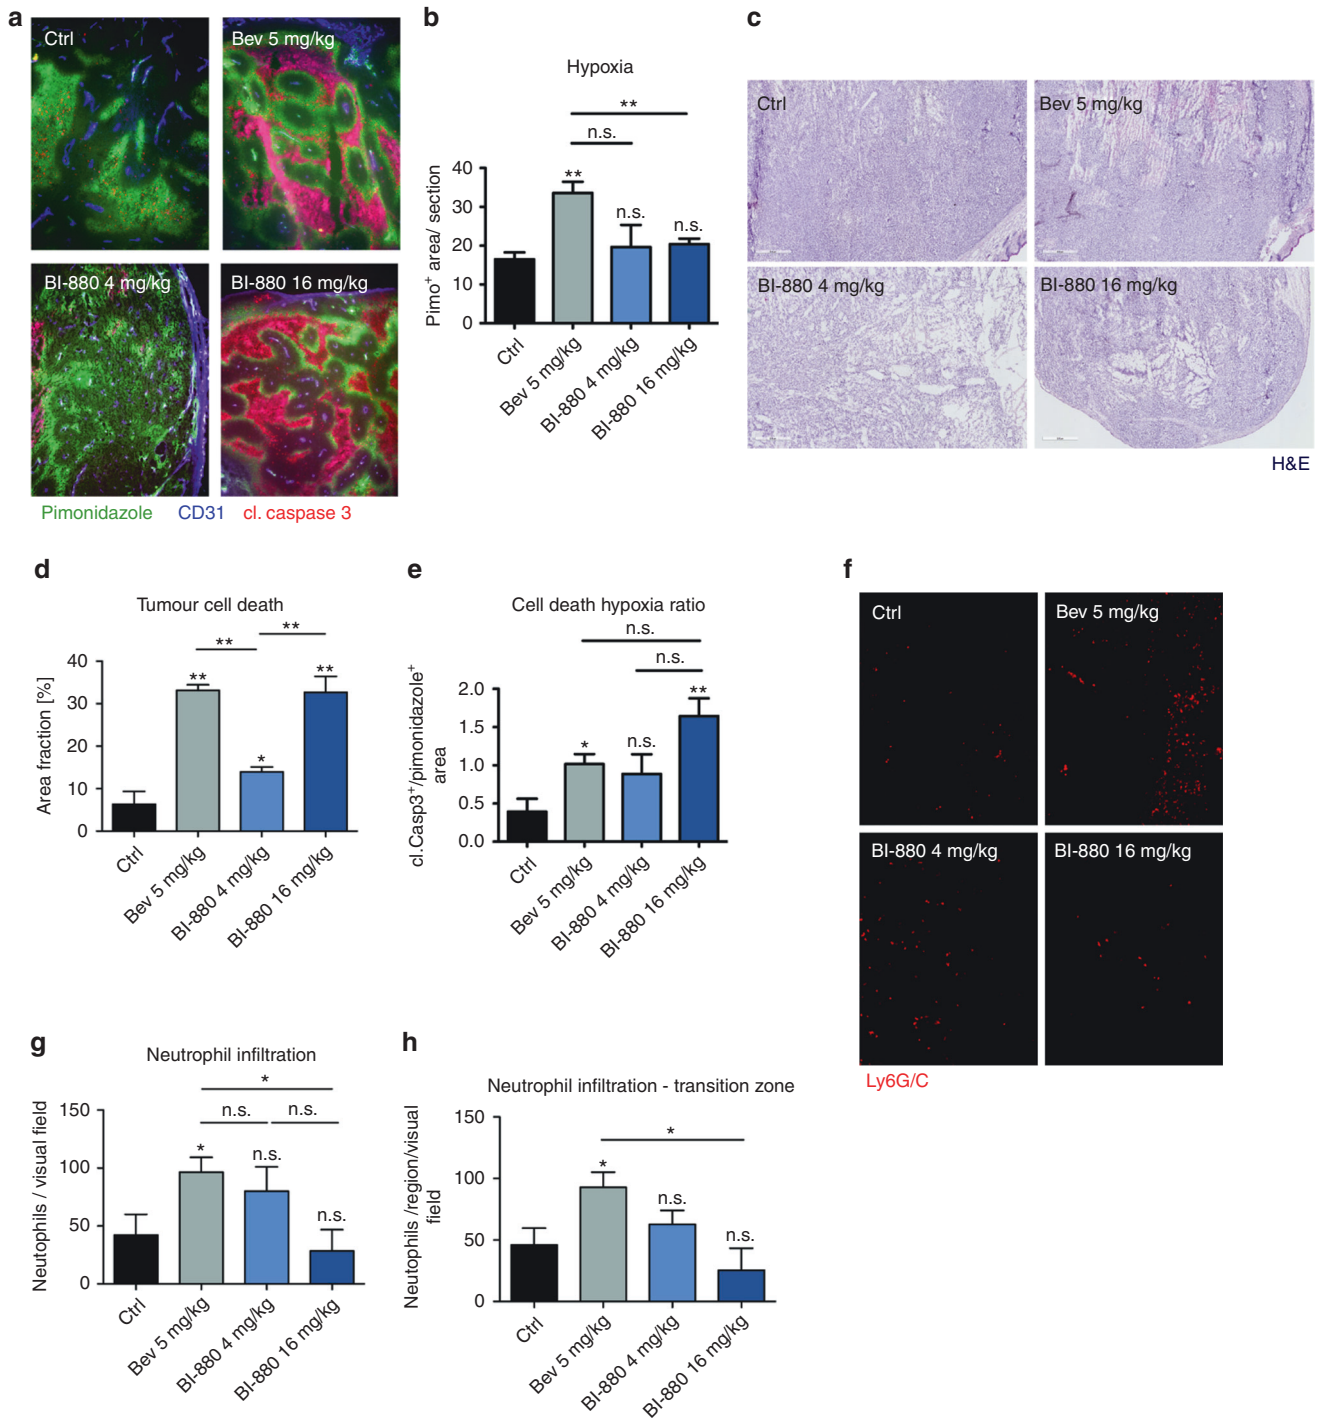 a
Ctrl
Bev 5 mg/kg
BI-880 4 mg/kg
BI-880 16 mg/kg
Pimonidazole CD31 cl. caspase 3
b
Hypoxia
**
n.s.
**
n.s.
n.s.
Pimo+ area/ section
40
30
20
10
0
Ctrl
Bev 5 mg/kg
BI-880 4 mg/kg
BI-880 16 mg/kg
c
Ctrl
Bev 5 mg/kg
BI-880 4 mg/kg
BI-880 16 mg/kg
H&E
d
Tumour cell death
**
**
**
*
**
Area fraction [%]
40
30
20
10
0
Ctrl
Bev 5 mg/kg
BI-880 4 mg/kg
BI-880 16 mg/kg
e
Cell death hypoxia ratio
n.s.
n.s.
*
n.s.
**
cl.Casp3+/pimonidazole+
area
2.0
1.5
1.0
0.5
0.0
Ctrl
Bev 5 mg/kg
BI-880 4 mg/kg
BI-880 16 mg/kg
f
Ctrl
Bev 5 mg/kg
BI-880 4 mg/kg
BI-880 16 mg/kg
Ly6G/C
g
Neutrophil infiltration
*
n.s.
n.s.
*
n.s.
n.s.
Neutophils / visual field
150
100
50
0
Ctrl
Bev 5 mg/kg
BI-880 4 mg/kg
BI-880 16 mg/kg
h
Neutrophil infiltration - transition zone
*
*
n.s.
n.s.
Neutophils /region/visual
field
150
100
50
0
Ctrl
Bev 5 mg/kg
BI-880 4 mg/kg
BI-880 16 mg/kg